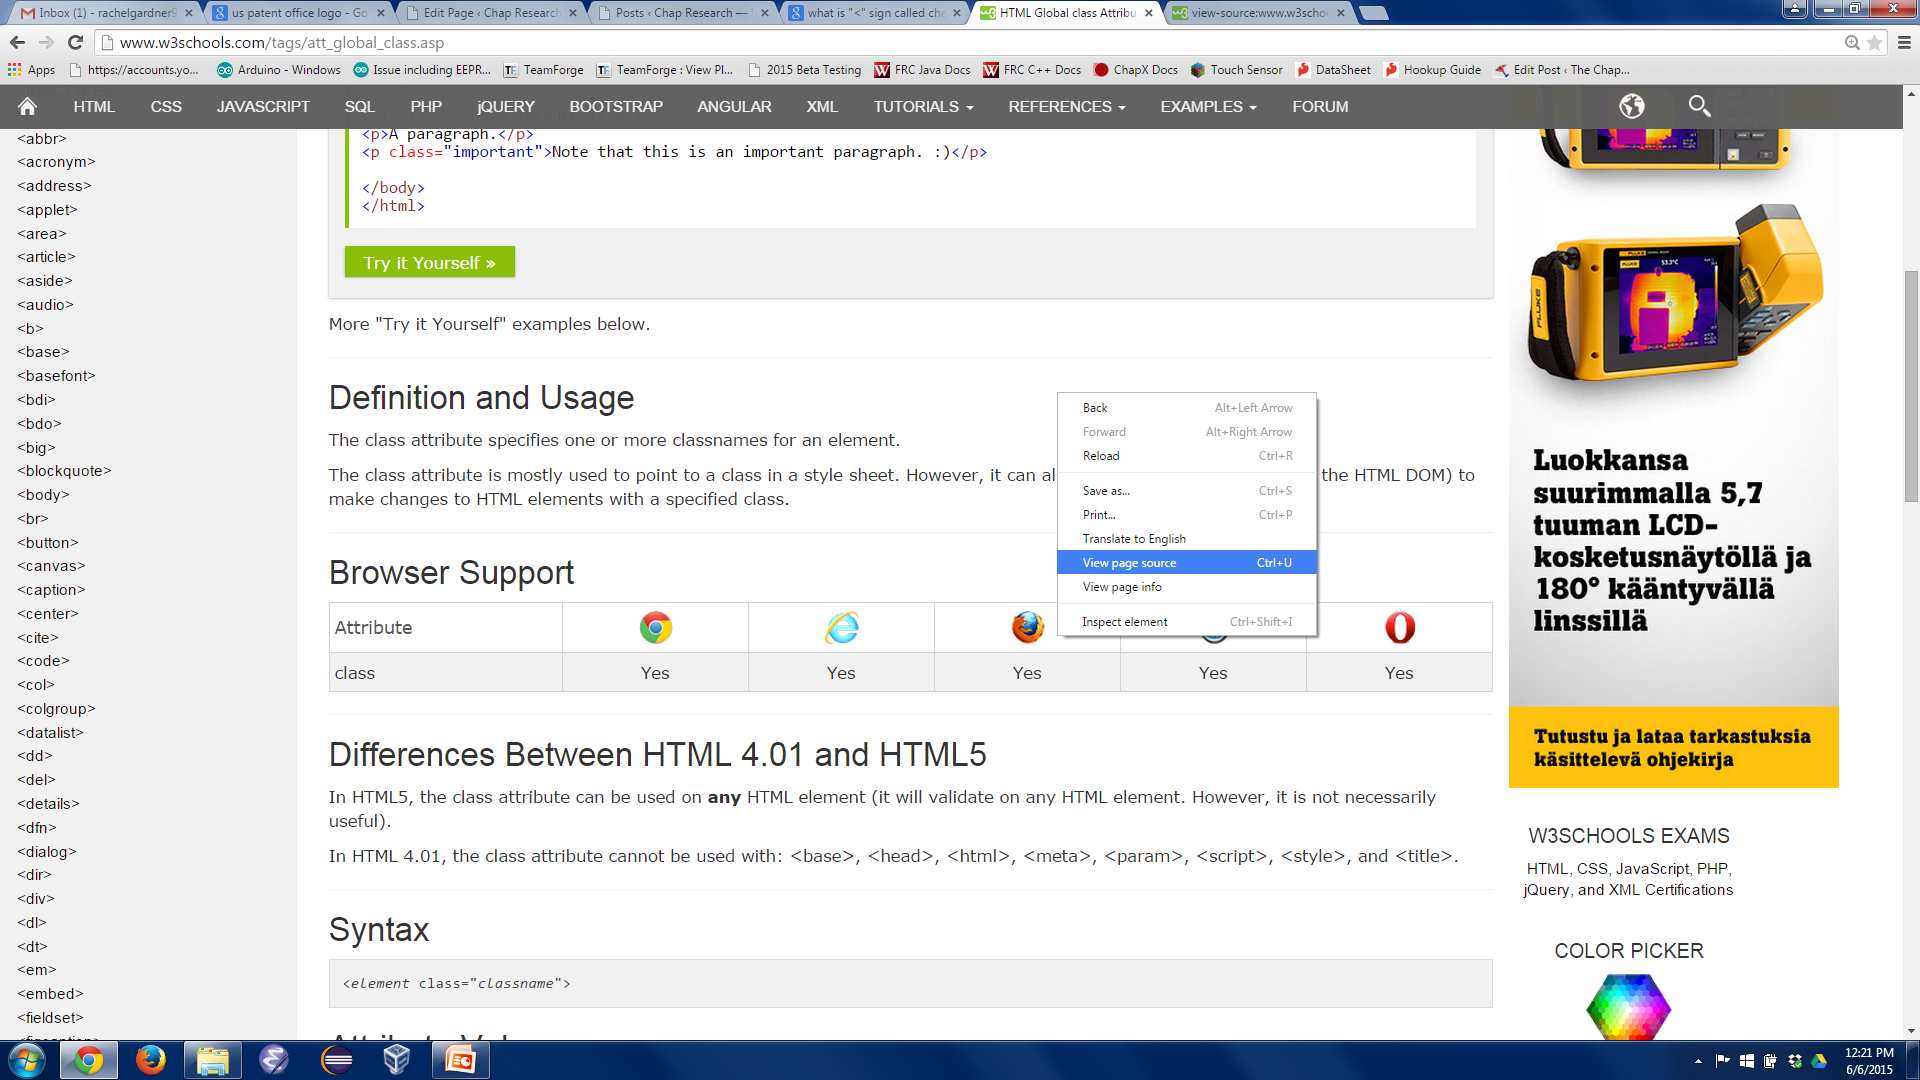 Inbox (1) - rachelgardner9
us patent office logo - Go
Edit Page ‹ Chap Research
Posts ‹ Chap Research —
what is "<" sign called che
HTML Global class Attribu
view-source:www.w3scho
www.w3schools.com/tags/att_global_class.asp
Apps
https://accounts.yo...
Arduino - Windows
Issue including EEPR...
TeamForge
TeamForge : View Pl...
2015 Beta Testing
FRC Java Docs
FRC C++ Docs
ChapX Docs
Touch Sensor
DataSheet
Hookup Guide
Edit Post ‹ The Chap...
HTML
CSS
JAVASCRIPT
SQL
PHP
jQUERY
BOOTSTRAP
ANGULAR
XML
TUTORIALS
REFERENCES
EXAMPLES
FORUM
<abbr>
<acronym>
<address>
<applet>
<area>
<article>
<aside>
<audio>
<b>
<base>
<basefont>
<bdi>
<bdo>
<big>
<blockquote>
<body>
<br>
<button>
<canvas>
<caption>
<center>
<cite>
<code>
<col>
<colgroup>
<datalist>
<dd>
<del>
<details>
<dfn>
<dialog>
<dir>
<div>
<dl>
<dt>
<em>
<embed>
<fieldset>
<p>A paragraph.</p>
<p class="important">Note that this is an important paragraph. :)</p>
</body>
</html>
Try it Yourself »
More "Try it Yourself" examples below.
Definition and Usage
The class attribute specifies one or more classnames for an element.
The class attribute is mostly used to point to a class in a style sheet. However, it can al the HTML DOM) to
make changes to HTML elements with a specified class.
Back Alt+Left Arrow
Forward Alt+Right Arrow
Reload Ctrl+R
Save as... Ctrl+S
Print... Ctrl+P
Translate to English
View page source Ctrl+U
View page info
Inspect element Ctrl+Shift+I
Browser Support
Attribute
class Yes Yes Yes Yes Yes
Differences Between HTML 4.01 and HTML5
In HTML5, the class attribute can be used on any HTML element (it will validate on any HTML element. However, it is not necessarily
useful).
In HTML 4.01, the class attribute cannot be used with: <base>, <head>, <html>, <meta>, <param>, <script>, <style>, and <title>.
Syntax
<element class="classname">
FLUKE
53.3°C
FLUKE
Luokkansa
suurimmalla 5,7
tuuman LCD-
kosketusnäytöllä ja
180° kääntyvällä
linssillä
Tutustu ja lataa tarkastuksia
käsittelevä ohjekirja
W3SCHOOLS EXAMS
HTML, CSS, JavaScript, PHP,
jQuery, and XML Certifications
COLOR PICKER
12:21 PM
6/6/2015